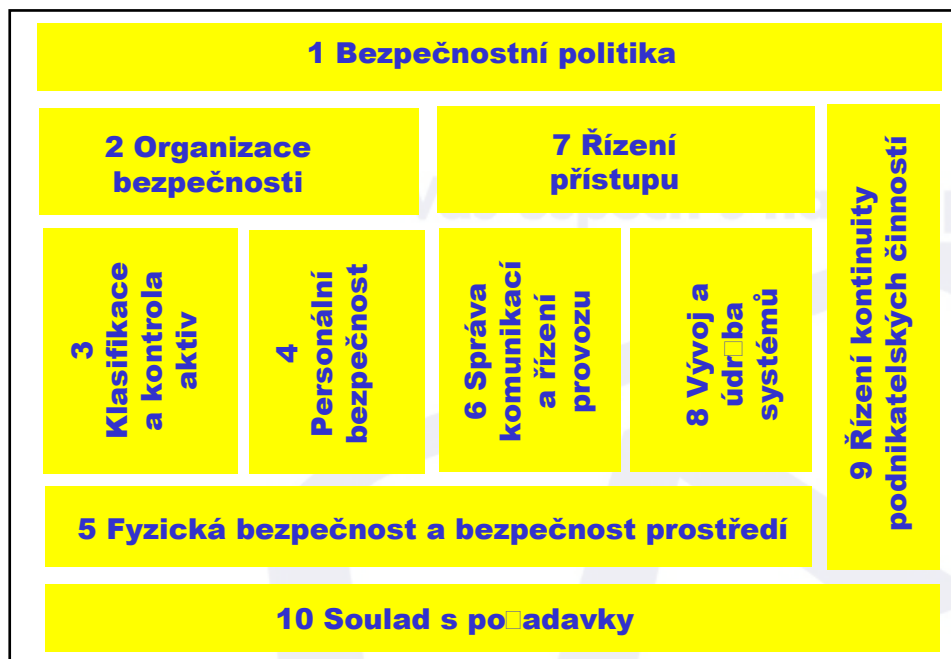 1 Bezpečnostní politika
2 Organizace
bezpečnosti
7 Řízení
přístupu
3
Klasifikace
a kontrola
aktiv
4
Personální
bezpečnost
6 Správa
komunikací
a řízení
provozu
8 Vývoj a
údr□ba
systémů
9 Řízení kontinuity
podnikatelských činností
5 Fyzická bezpečnost a bezpečnost prostředí
10 Soulad s po□adavky